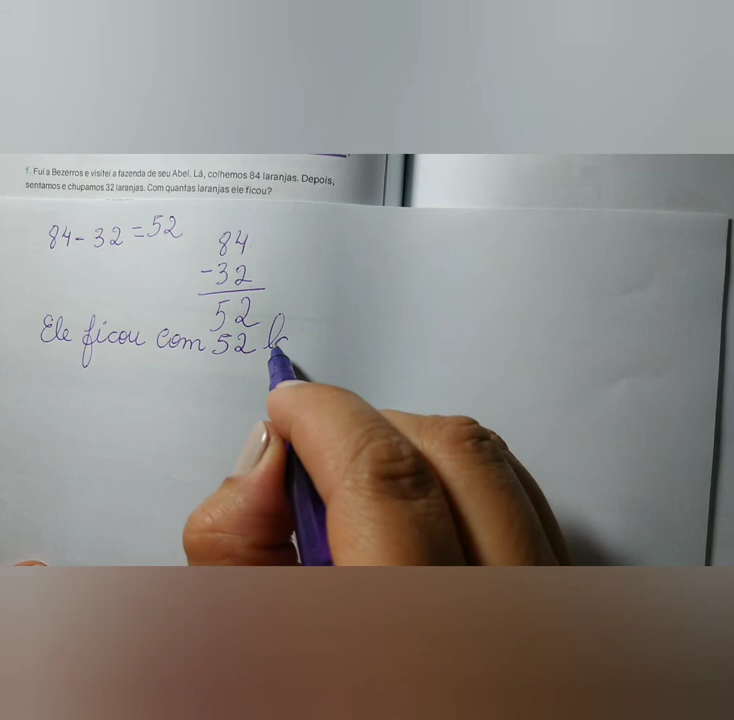 f. Fui a Bezerros e visitei a fazenda de seu Abel. Lá, colhemos 84 laranjas. Depois,
sentamos e chupamos 32 laranjas. Com quantas laranjas ele ficou?
84 - 32 = 52
84
-32
52
Ele ficou com 52 la